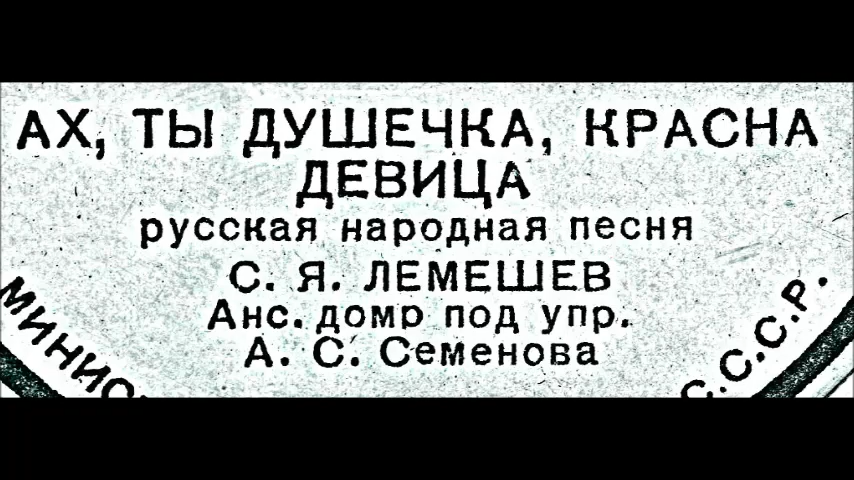 АХ, ТЫ ДУШЕЧКА, КРАСНА
ДЕВИЦА
русская народная песня
С. Я. ЛЕМЕШЕВ
Анс. домр под упр.
А. С. Семенова
С.С.С.Р.